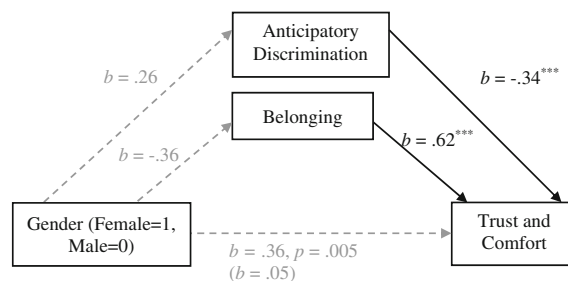 Anticipatory
Discrimination
b = .26
b = -.34***
Belonging
b = .62***
b = -.36
Gender (Female=1,
Male=0)
Trust and
Comfort
b = .36, p = .005
(b = .05)